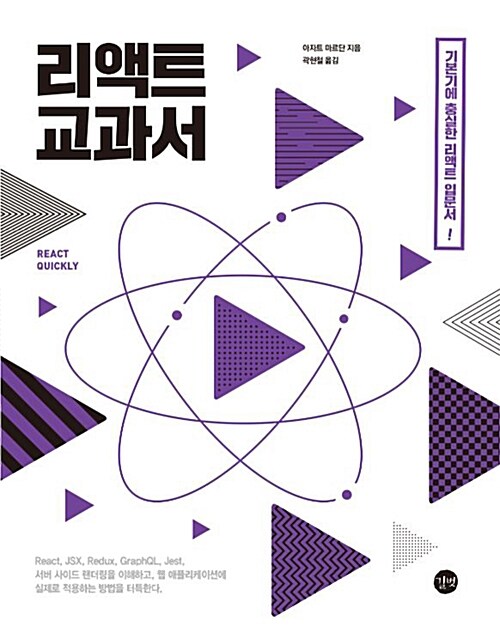 리액트
교과서
아자트 마르단 지음
곽현철 옮김
기본기에 충실한 리액트 입문서!
REACT
QUICKLY
React, JSX, Redux, GraphQL, Jest,
서버 사이드 랜더링을 이해하고, 웹 애플리케이션에
실제로 적용하는 방법을 터득한다.
길벗